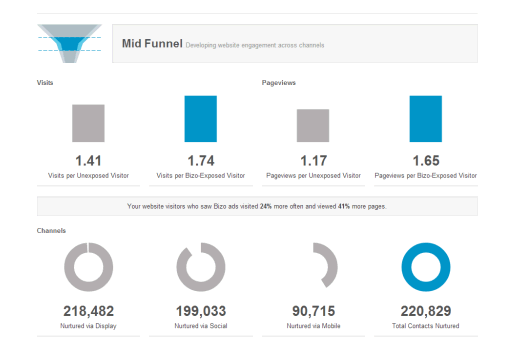 Mid Funnel Developing website engagement across channels
Visits Pageviews
1.41 1.74 1.17 1.65
Visits per Unexposed Visitor Visits per Bizo-Exposed Visitor Pageviews per Unexposed Visitor Pageviews per Bizo-Exposed Visitor
Your website visitors who saw Bizo ads visited 24% more often and viewed 41% more pages.
Channels
218,482 199,033 90,715 220,829
Nurtured via Display Nurtured via Social Nurtured via Mobile Total Contacts Nurtured